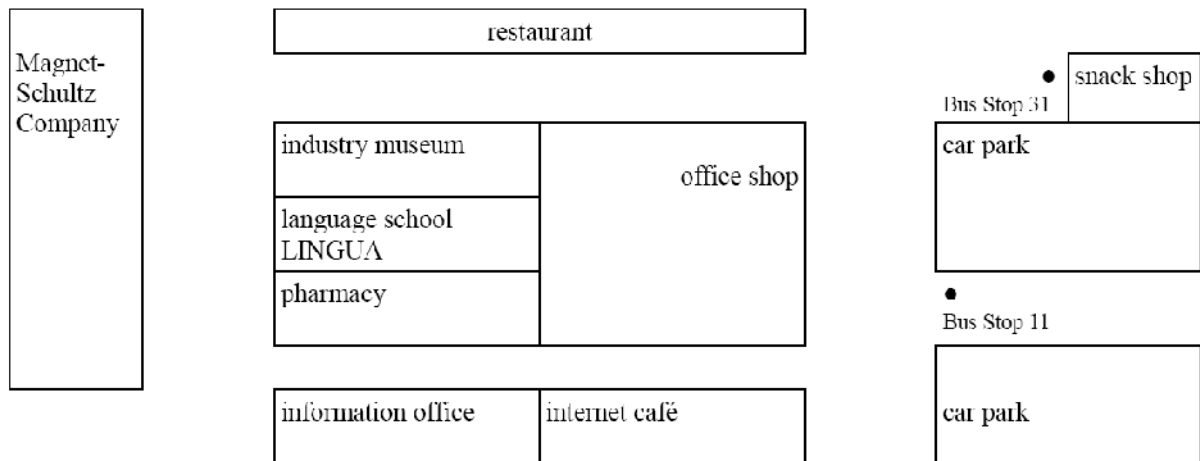 restaurant
Magnet-
Schultz
Company
snack shop
Bus Stop 31
industry museum
office shop
car park
language school
LINGUA
pharmacy
Bus Stop 11
information office
internet café
car park